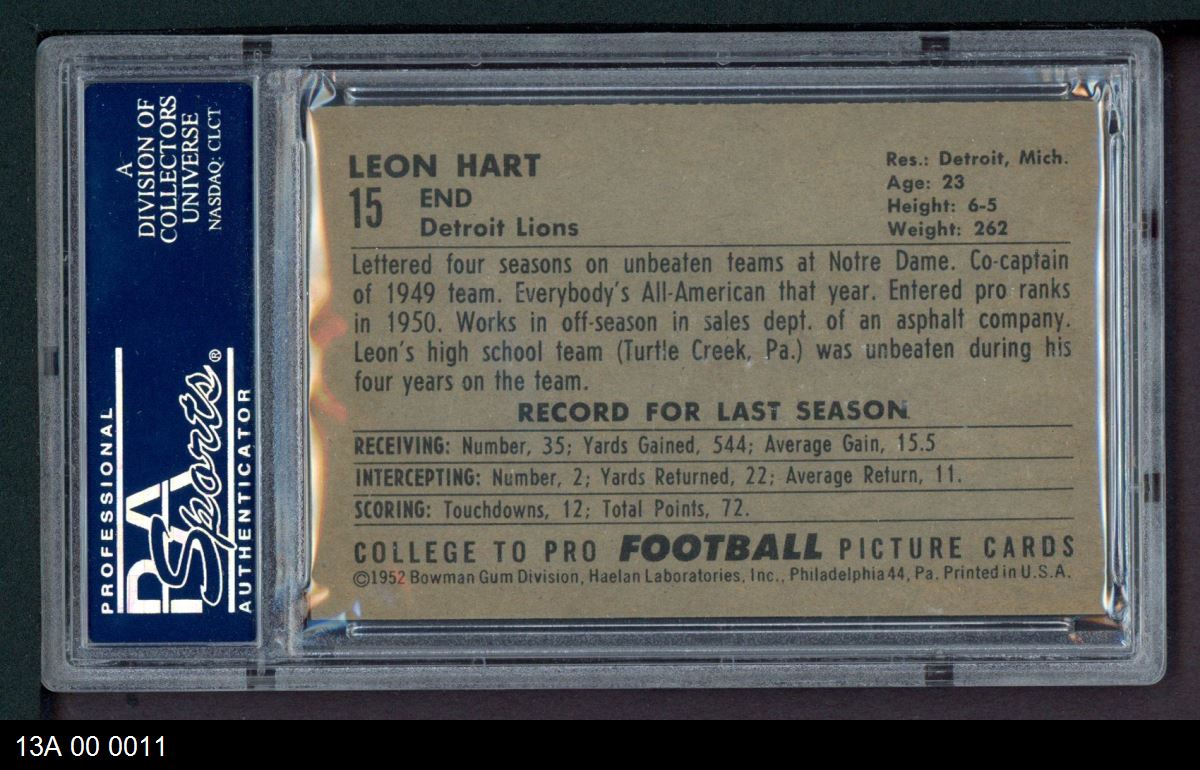 A
DIVISION OF
COLLECTORS
UNIVERSE
NASDAQ: CLCT
PROFESSIONAL
PSA
Sports®
AUTHENTICATOR
LEON HART
15
END
Detroit Lions
Res.: Detroit, Mich.
Age: 23
Height: 6-5
Weight: 262
Lettered four seasons on unbeaten teams at Notre Dame. Co-captain
of 1949 team. Everybody's All-American that year. Entered pro ranks
in 1950. Works in off-season in sales dept. of an asphalt company.
Leon's high school team (Turtle Creek, Pa.) was unbeaten during his
four years on the team.
RECORD FOR LAST SEASON
RECEIVING: Number, 35; Yards Gained, 544; Average Gain, 15.5
INTERCEPTING: Number, 2; Yards Returned, 22; Average Return, 11.
SCORING: Touchdowns, 12; Total Points, 72.
COLLEGE TO PRO FOOTBALL PICTURE CARDS
©1952 Bowman Gum Division, Haelan Laboratories, Inc., Philadelphia 44, Pa. Printed in U.S.A.
13A 00 0011